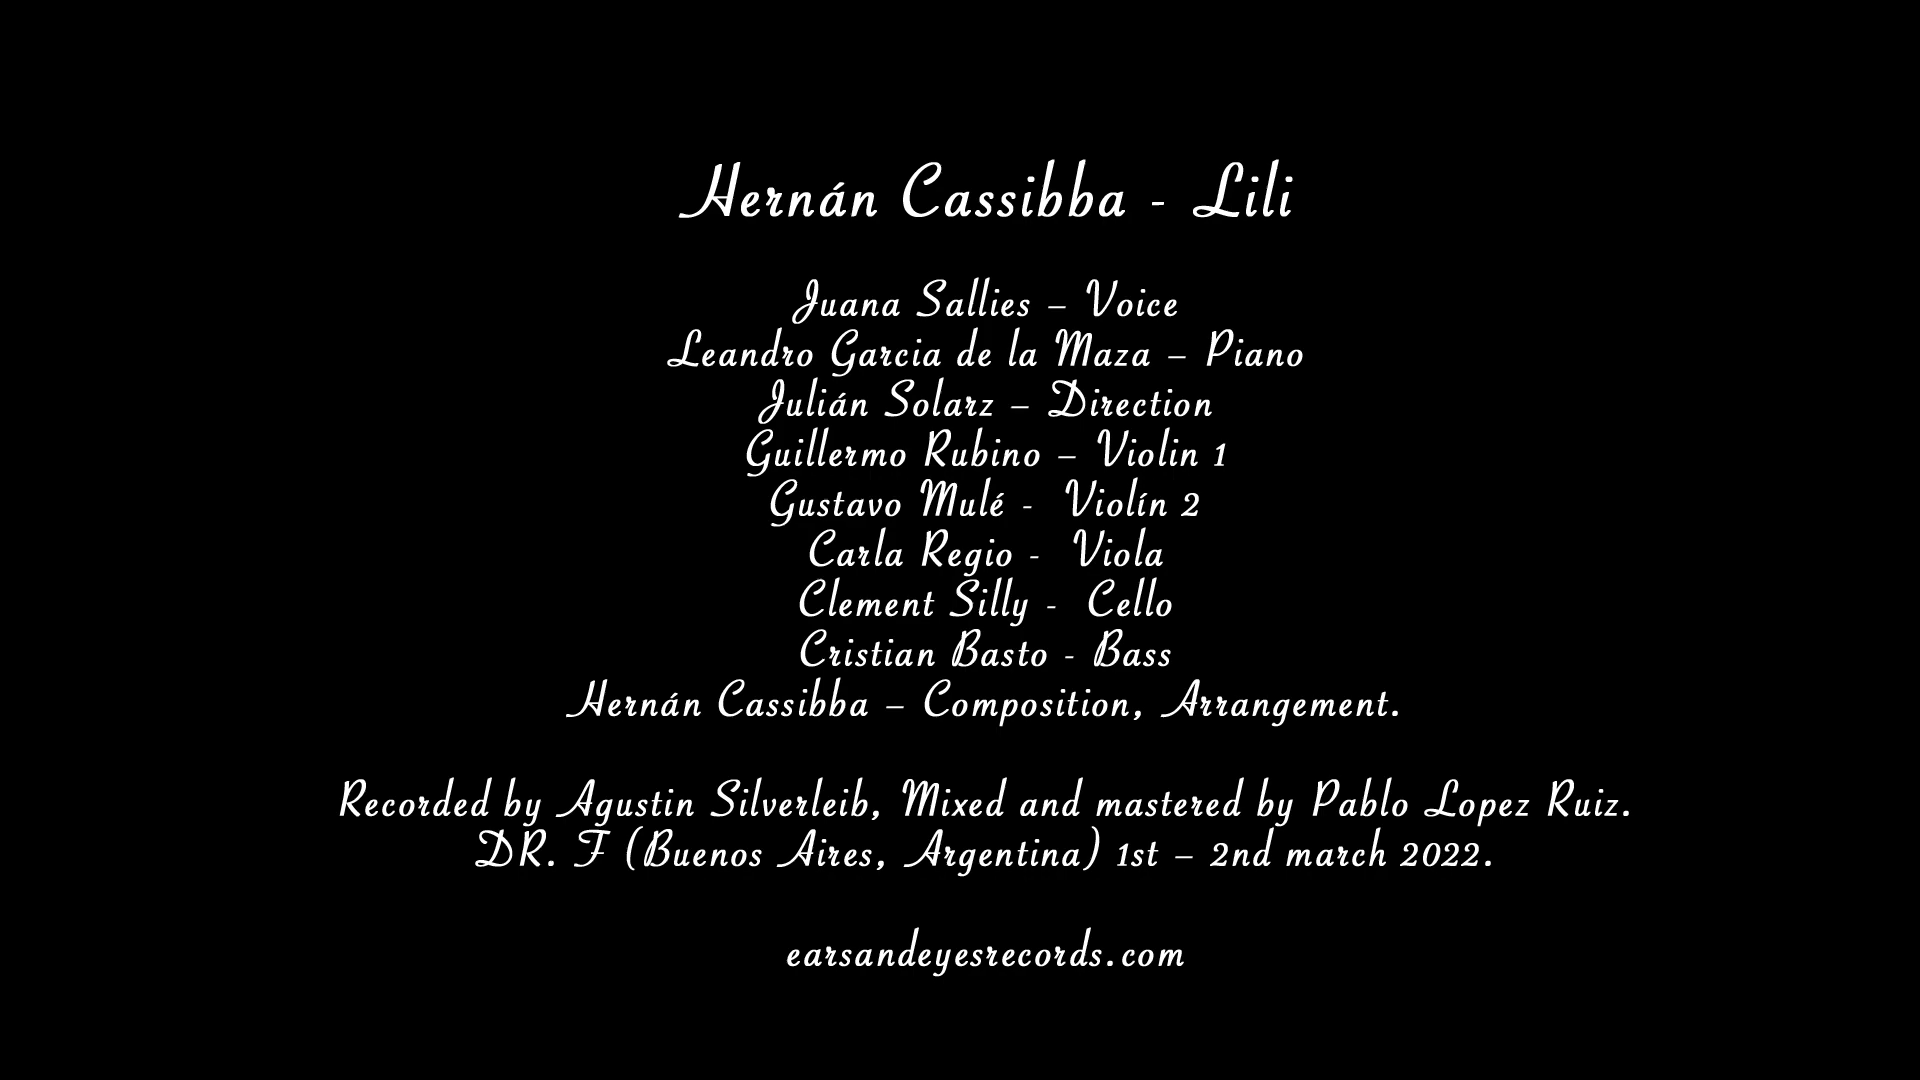 Hernán Cassibba - Lili
Juana Sallies – Voice
Leandro Garcia de la Maza – Piano
Julián Solarz – Direction
Guillermo Rubino – Violin 1
Gustavo Mulé - Violín 2
Carla Regio - Viola
Clement Silly - Cello
Cristian Basto - Bass
Hernán Cassibba – Composition, Arrangement.
Recorded by Agustin Silverleib, Mixed and mastered by Pablo Lopez Ruiz.
DR. F (Buenos Aires, Argentina) 1st – 2nd march 2022.
earsandeyesrecords.com